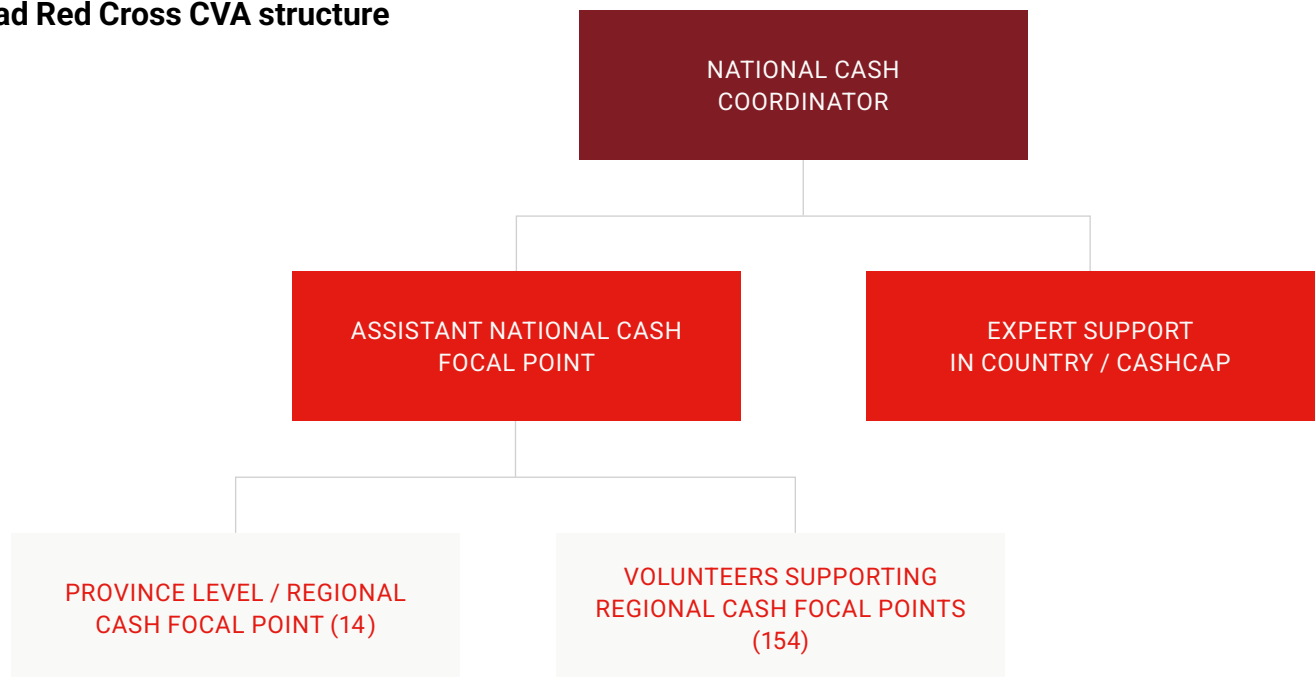 Red Cross CVA structure
NATIONAL CASH
COORDINATOR
ASSISTANT NATIONAL CASH
FOCAL POINT
EXPERT SUPPORT
IN COUNTRY / CASHCAP
PROVINCE LEVEL / REGIONAL
CASH FOCAL POINT (14)
VOLUNTEERS SUPPORTING
REGIONAL CASH FOCAL POINTS
(154)